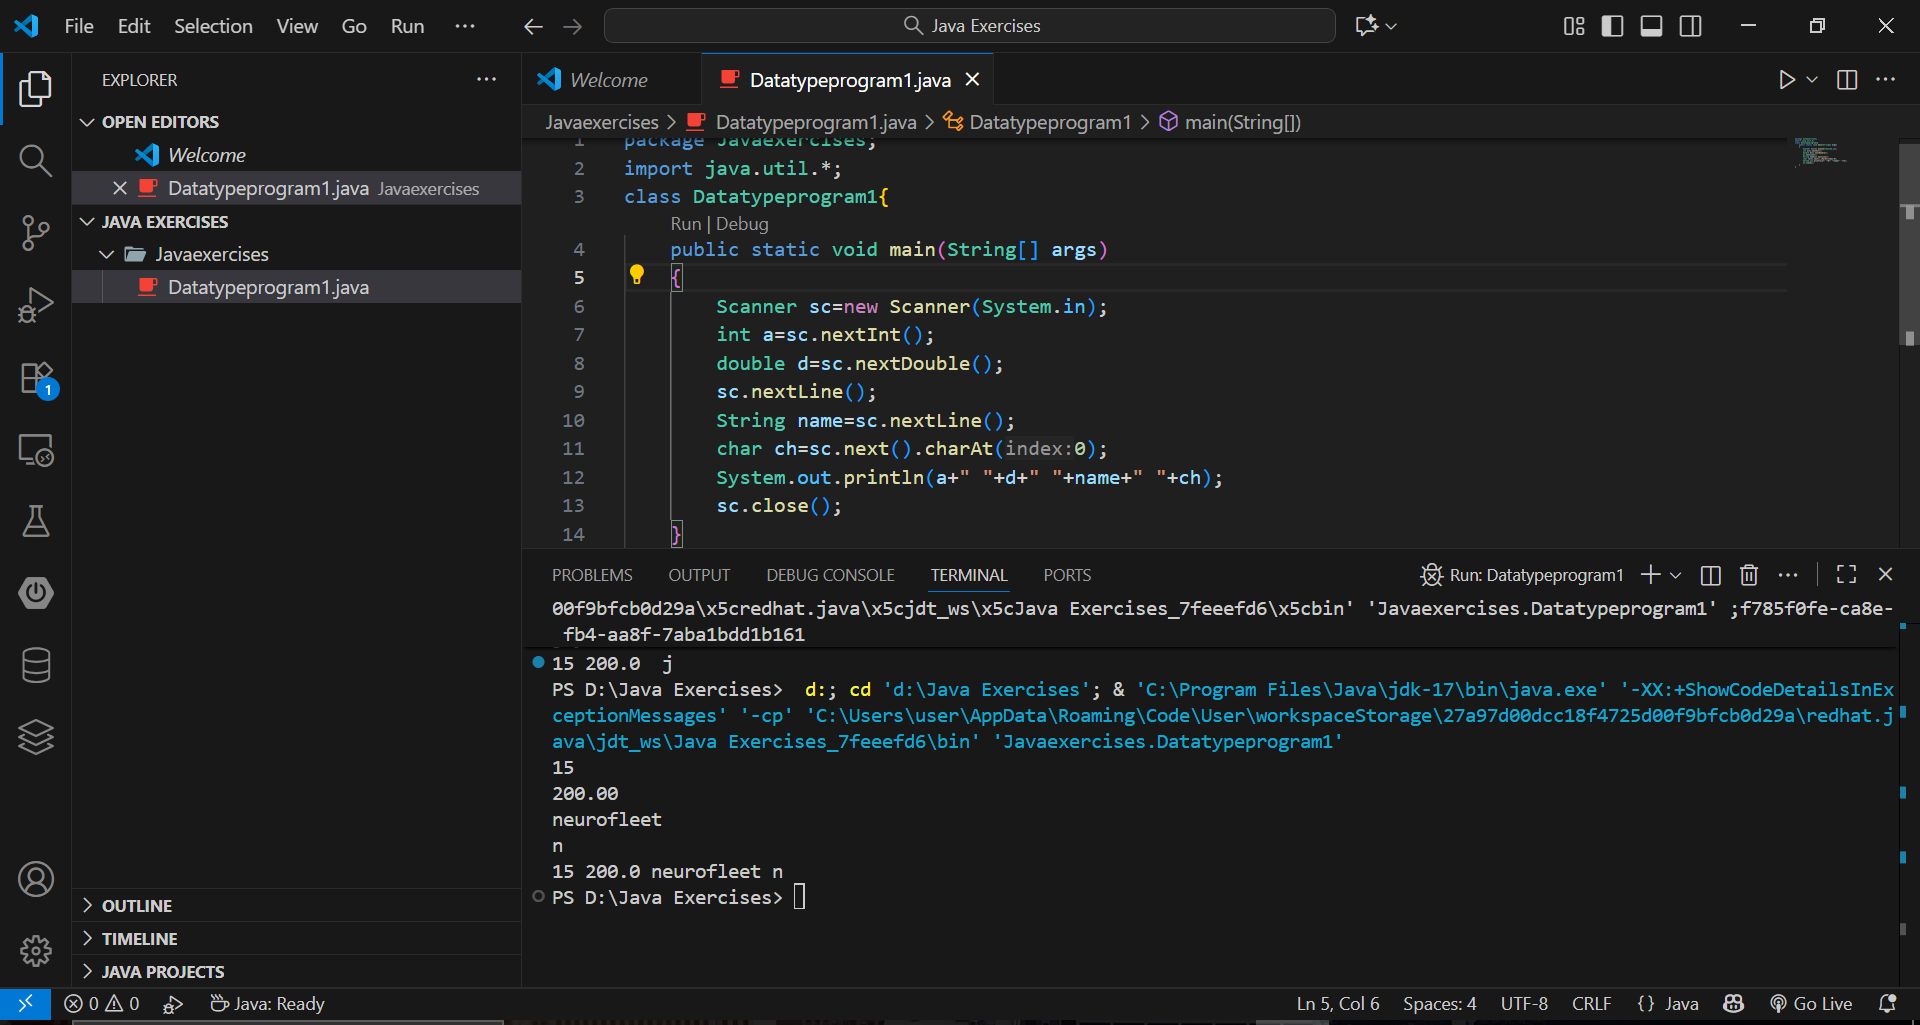 File Edit Selection View Go Run ··· Java Exercises
EXPLORER ···
OPEN EDITORS
Welcome
Datatypeprogram1.java Javaexercises
JAVA EXERCISES
Javaexercises
Datatypeprogram1.java
1
OUTLINE
TIMELINE
JAVA PROJECTS
Welcome Datatypeprogram1.java
Javaexercises > Datatypeprogram1.java > Datatypeprogram1 > main(String[])
1 package Javaexercises;
2 import java.util.*;
3 class Datatypeprogram1{
Run | Debug
4 public static void main(String[] args)
5 {
6 Scanner sc=new Scanner(System.in);
7 int a=sc.nextInt();
8 double d=sc.nextDouble();
9 sc.nextLine();
10 String name=sc.nextLine();
11 char ch=sc.next().charAt(index:0);
12 System.out.println(a+" "+d+" "+name+" "+ch);
13 sc.close();
14 }
PROBLEMS OUTPUT DEBUG CONSOLE TERMINAL PORTS Run: Datatypeprogram1
00f9bfcb0d29a\x5credhat.java\x5cjdt_ws\x5cJava Exercises_7feeefd6\x5cbin' 'Javaexercises.Datatypeprogram1' ;f785f0fe-ca8e-
fb4-aa8f-7aba1bdd1b161
15 200.0  j
PS D:\Java Exercises>  d:; cd 'd:\Java Exercises'; & 'C:\Program Files\Java\jdk-17\bin\java.exe' '-XX:+ShowCodeDetailsInEx
ceptionMessages' '-cp' 'C:\Users\user\AppData\Roaming\Code\User\workspaceStorage\27a97d00dcc18f4725d00f9bfcb0d29a\redhat.j
ava\jdt_ws\Java Exercises_7feeefd6\bin' 'Javaexercises.Datatypeprogram1'
15
200.00
neurofleet
n
15 200.0 neurofleet n
PS D:\Java Exercises>
0 0 Java: Ready Ln 5, Col 6 Spaces: 4 UTF-8 CRLF {} Java Go Live